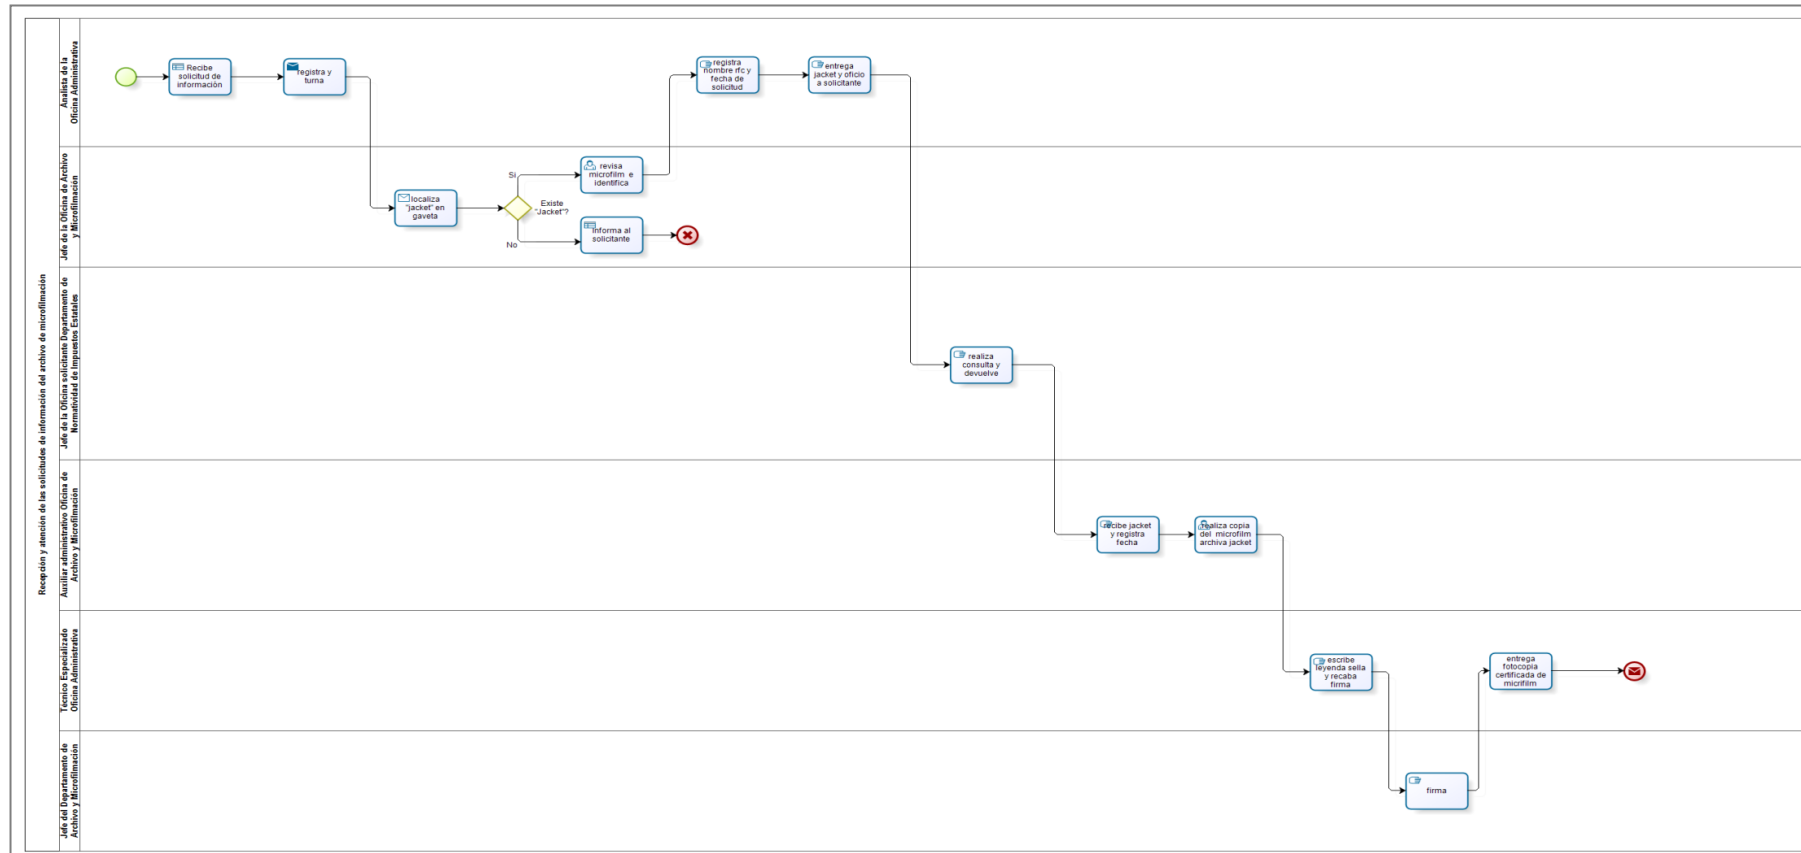 Recepción y atención de las solicitudes de información del archivo de microfilmación
Analista de la
Oficina Administrativa
Recibe
solicitud de
información
registra y
turna
registra
nombre rfc y
fecha de
solicitud
entrega
jacket y oficio
a solicitante
Jefe de la Oficina de Archivo
y Microfilmación
localiza
"jacket" en
gaveta
Si
Existe
"Jacket"?
No
revisa
microfilm e
identifica
Informa al
solicitante
Jefe de la Oficina solicitante Departamento de
Normatividad de Impuestos Estatales
realiza
consulta y
devuelve
Auxiliar administrativo Oficina de
Archivo y Microfilmación
recibe jacket
y registra
fecha
realiza copia
del microfilm
archiva jacket
Técnico Especializado
Oficina Administrativa
escribe
leyenda sella
y recaba
firma
entrega
fotocopia
certificada de
micrifilm
Jefe del Departamento de
Archivo y Microfilmación
firma